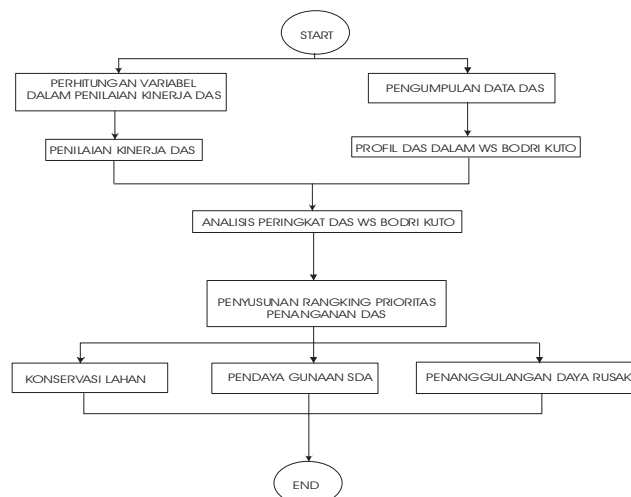 START
PERHITUNGAN VARIABEL
DALAM PENILAIAN KINERJA DAS
PENGUMPULAN DATA DAS
PENILAIAN KINERJA DAS
PROFIL DAS DALAM WS BODRI KUTO
ANALISIS PERINGKAT DAS WS BODRI KUTO
PENYUSUNAN RANGKING PRIORITAS
PENANGANAN DAS
KONSERVASI LAHAN
PENDAYA GUNAAN SDA
PENANGGULANGAN DAYA RUSAK
END